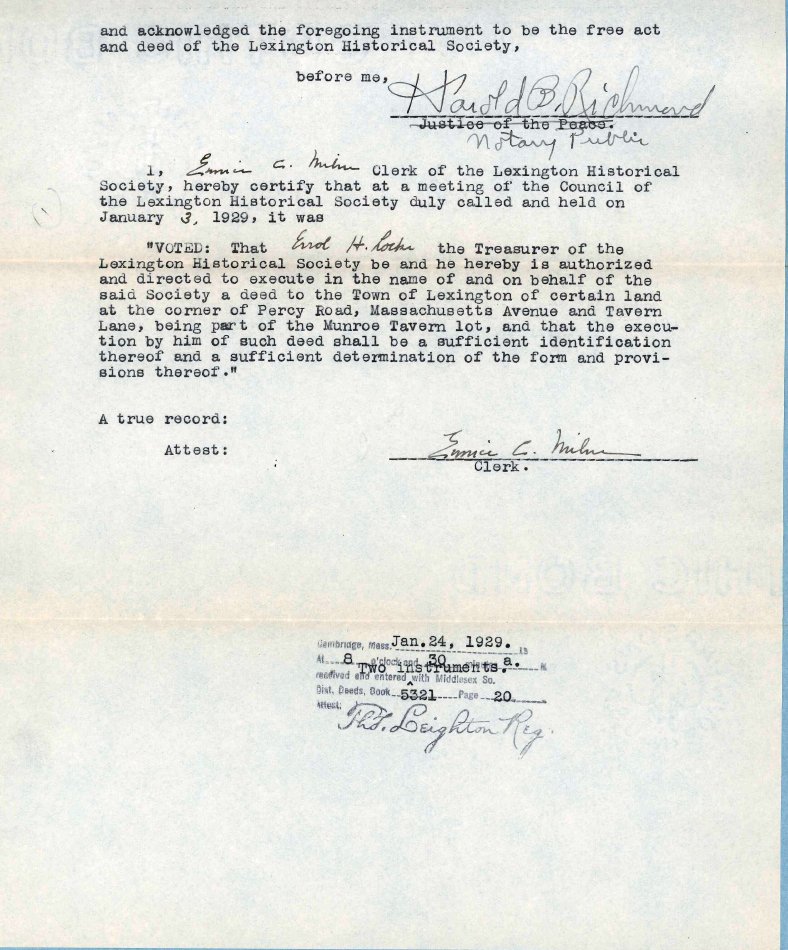 and acknowledged the foregoing instrument to be the free act
and deed of the Lexington Historical Society,
before me, Harold B. Richmond
Justice of the Peace.
Notary Public
I, Eunice C. Milne Clerk of the Lexington Historical
Society, hereby certify that at a meeting of the Council of
the Lexington Historical Society duly called and held on
January 3, 1929, it was
"VOTED: That Errol H. Locke the Treasurer of the
Lexington Historical Society be and he hereby is authorized
and directed to execute in the name of and on behalf of the
said Society a deed to the Town of Lexington of certain land
at the corner of Percy Road, Massachusetts Avenue and Tavern
Lane, being part of the Munroe Tavern lot, and that the execu-
tion by him of such deed shall be a sufficient identification
thereof and a sufficient determination of the form and provi-
sions thereof."
A true record:
Attest: Eunice C. Milne
Clerk.
Cambridge, Mass. Jan. 24, 1929. 19
At 8 o'clock and 30 minutes a. M
Two instruments.
received and entered with Middlesex So.
Dist. Deeds, Book 5321 Page 20
Attest:
Ths. Leighton Reg.